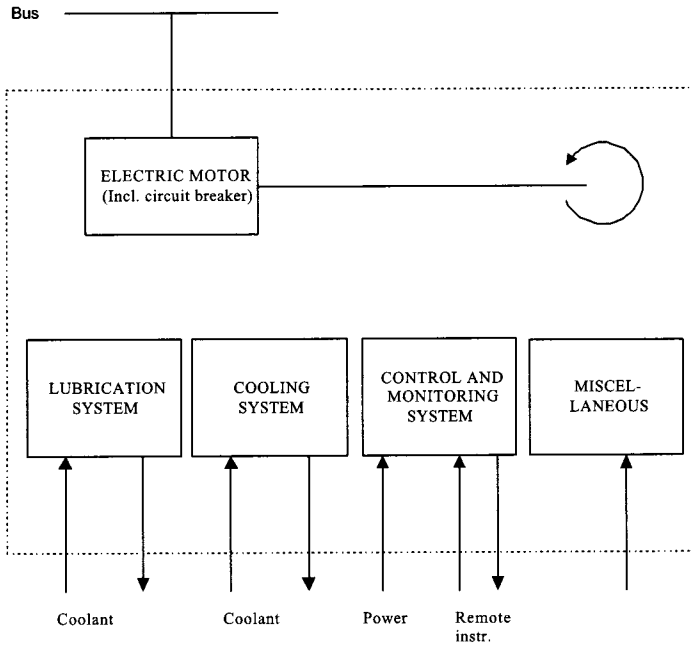 Bus
ELECTRIC MOTOR
(Incl. circuit breaker)
LUBRICATION
SYSTEM
COOLING
SYSTEM
CONTROL AND
MONITORING
SYSTEM
MISCEL-
LANEOUS
Coolant
Coolant
Power
Remote
instr.